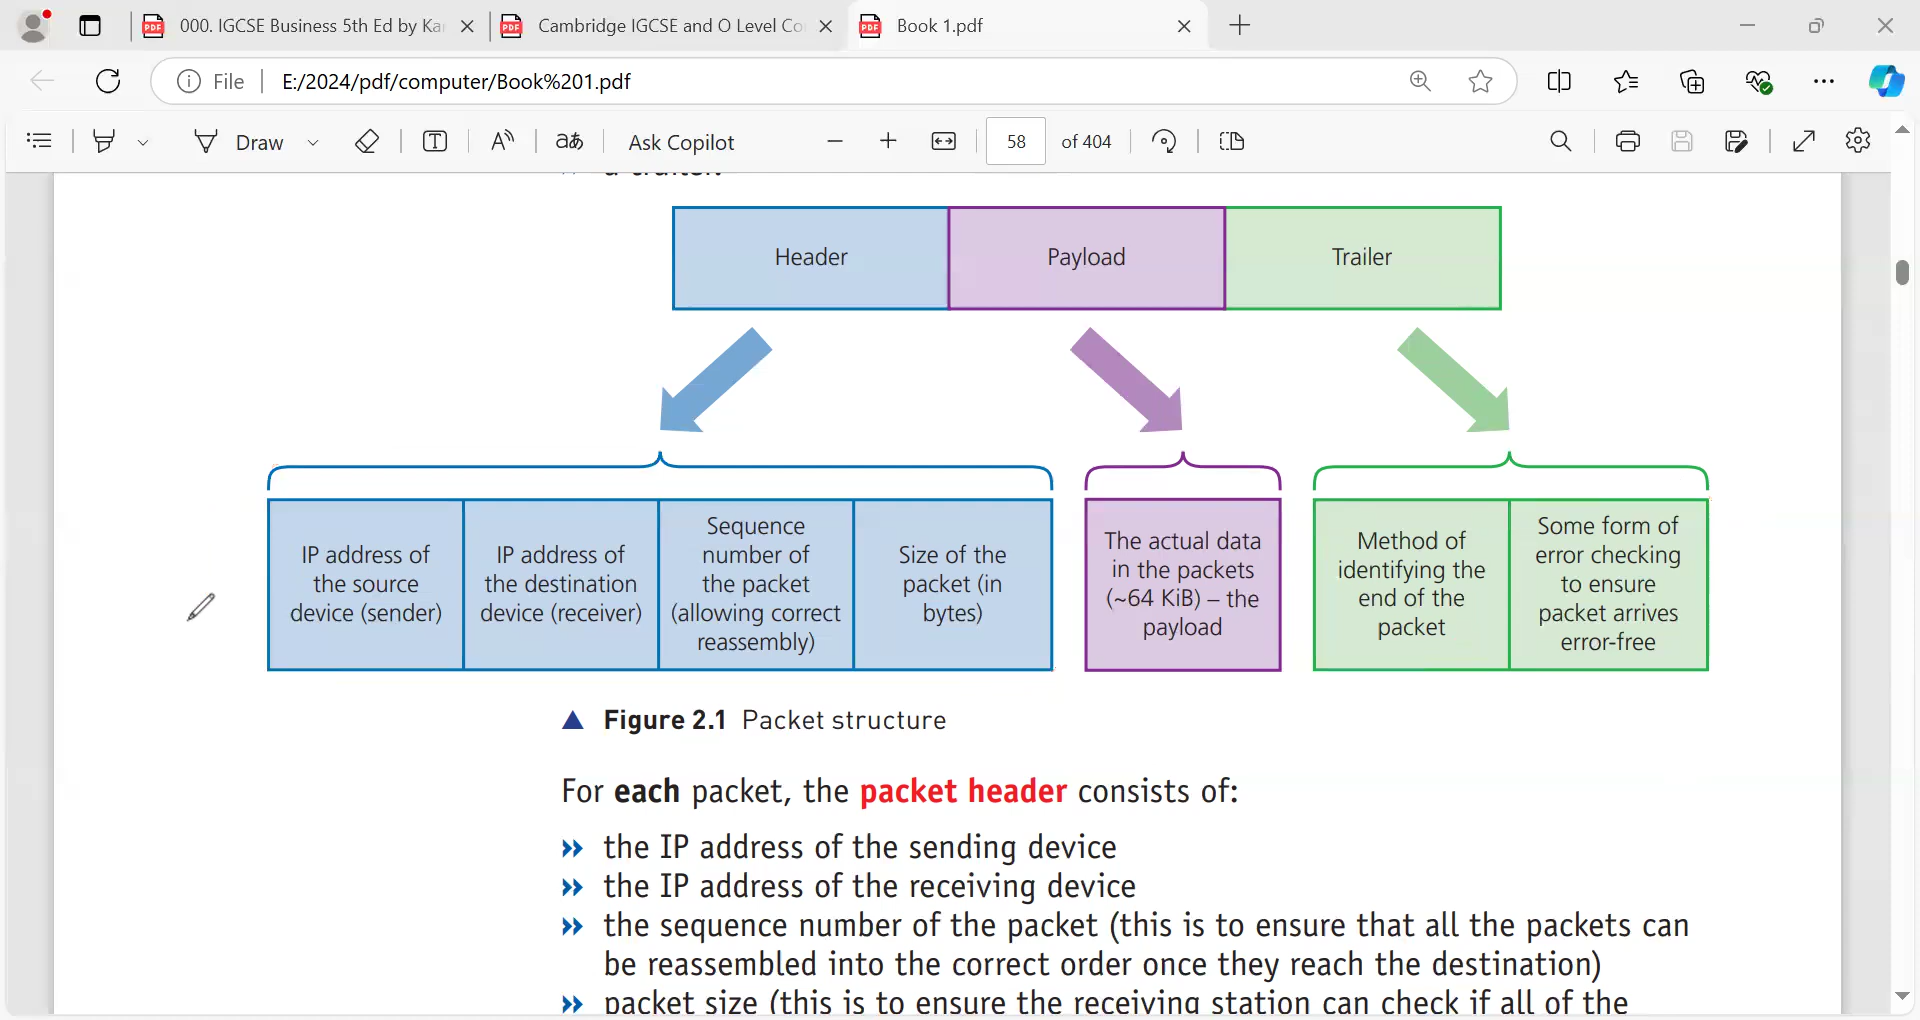 000. IGCSE Business 5th Ed by Kar
Cambridge IGCSE and O Level Co
Book 1.pdf
File
E:/2024/pdf/computer/Book%201.pdf
Draw
aあ
Ask Copilot
58
of 404
a trailer.
Header
Payload
Trailer
IP address of
the source
device (sender)
IP address of
the destination
device (receiver)
Sequence
number of
the packet
(allowing correct
reassembly)
Size of the
packet (in
bytes)
The actual data
in the packets
(~64 KiB) – the
payload
Method of
identifying the
end of the
packet
Some form of
error checking
to ensure
packet arrives
error-free
▲ Figure 2.1 Packet structure
For each packet, the packet header consists of:
» the IP address of the sending device
» the IP address of the receiving device
» the sequence number of the packet (this is to ensure that all the packets can
be reassembled into the correct order once they reach the destination)
» packet size (this is to ensure the receiving station can check if all of the